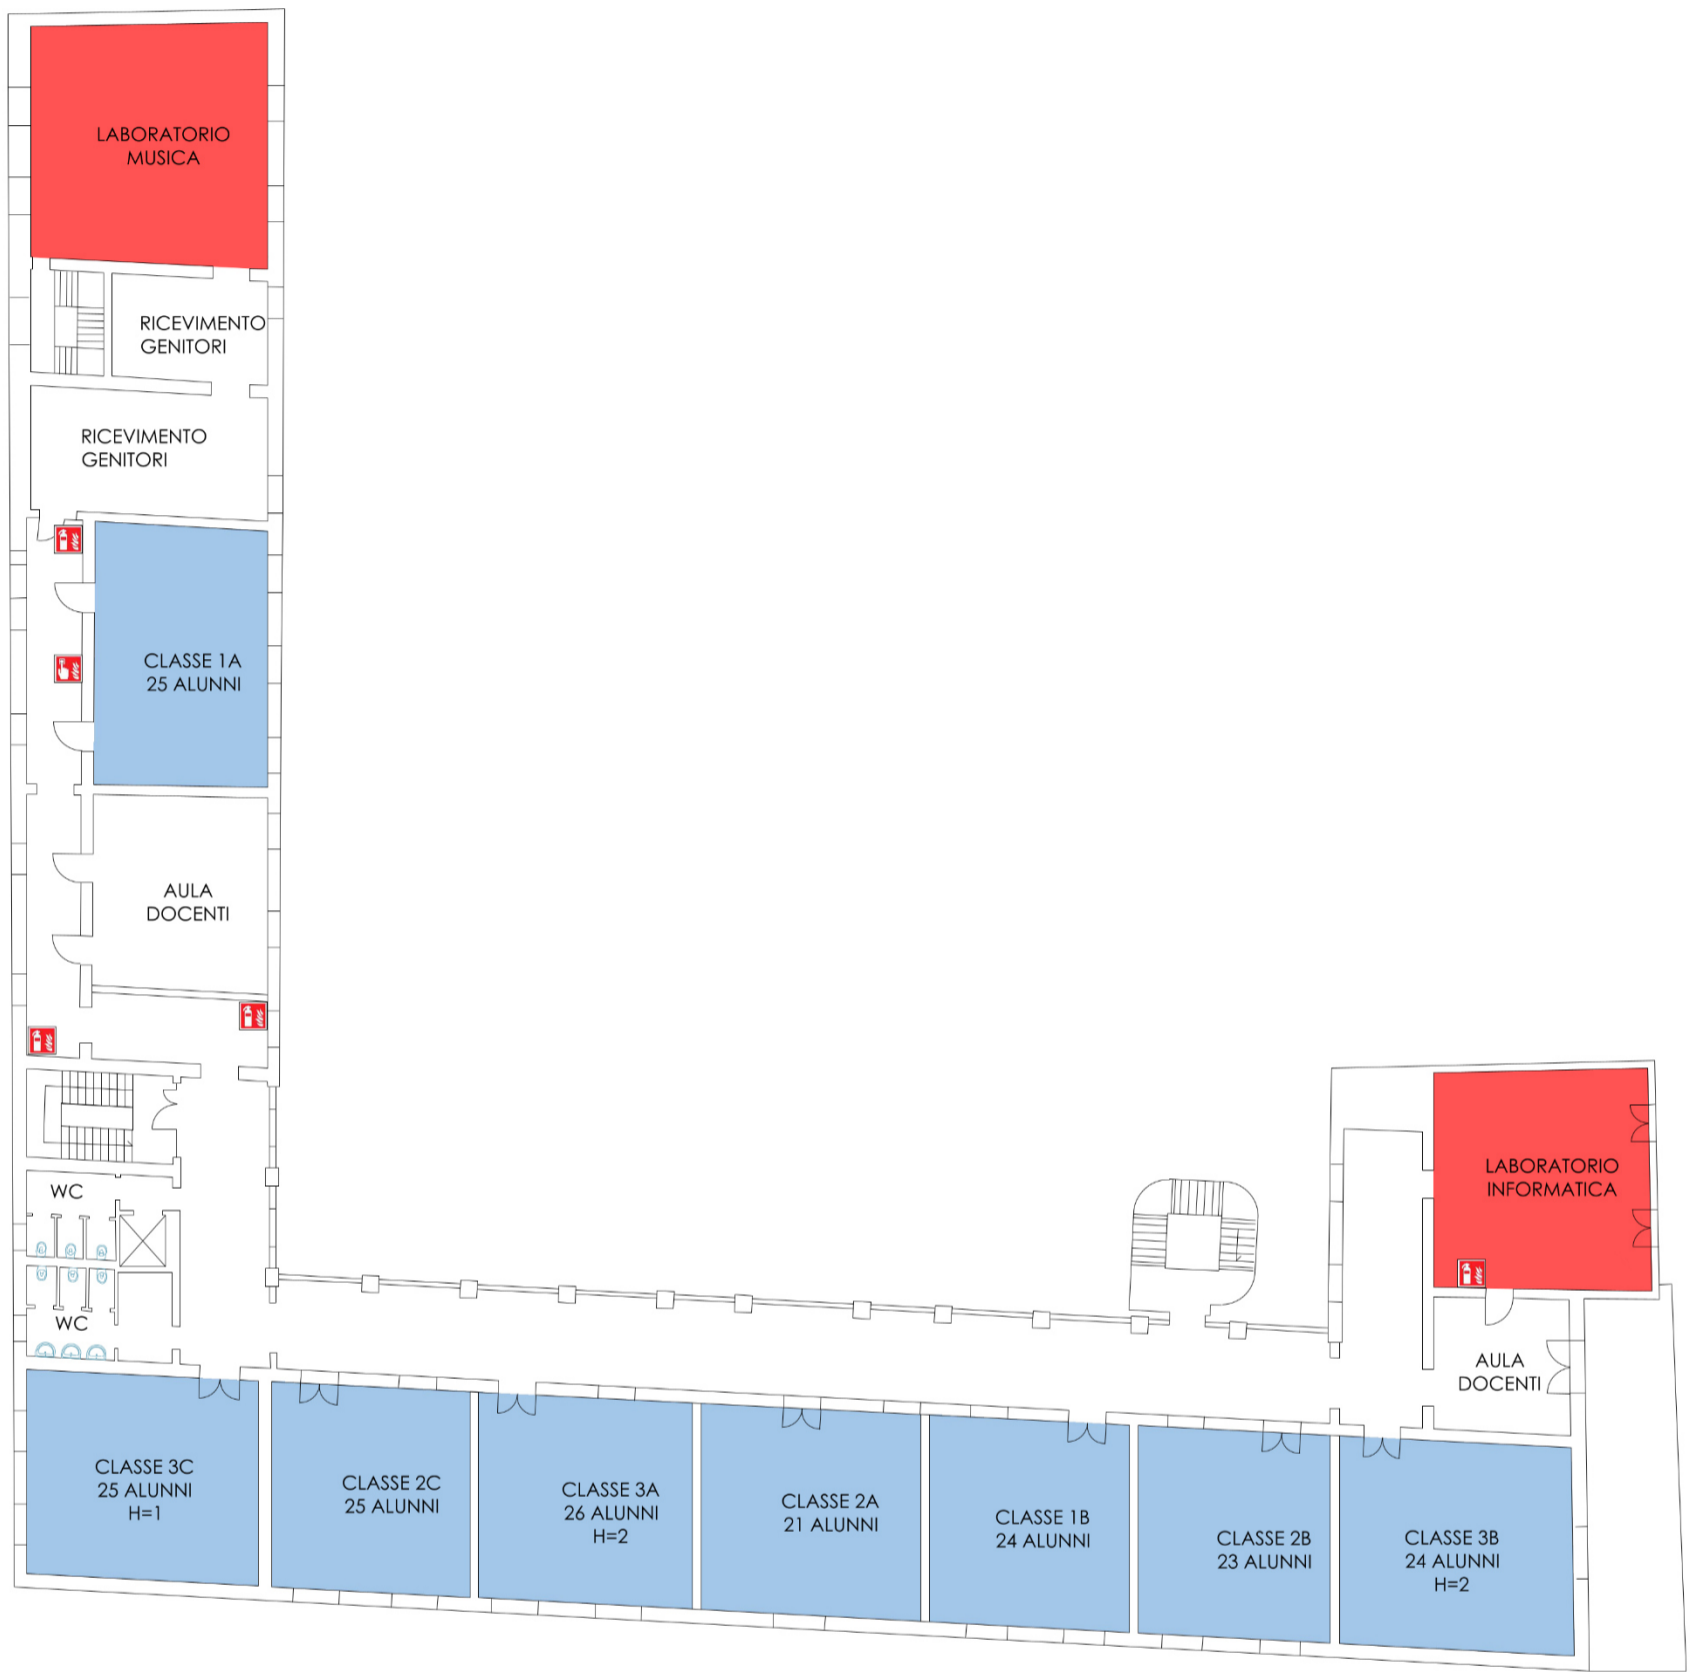 LABORATORIO
MUSICA
RICEVIMENTO
GENITORI
RICEVIMENTO
GENITORI
CLASSE 1A
25 ALUNNI
AULA
DOCENTI
WC
WC
LABORATORIO
INFORMATICA
AULA
DOCENTI
CLASSE 3C
25 ALUNNI
H=1
CLASSE 2C
25 ALUNNI
CLASSE 3A
26 ALUNNI
H=2
CLASSE 2A
21 ALUNNI
CLASSE 1B
24 ALUNNI
CLASSE 2B
23 ALUNNI
CLASSE 3B
24 ALUNNI
H=2